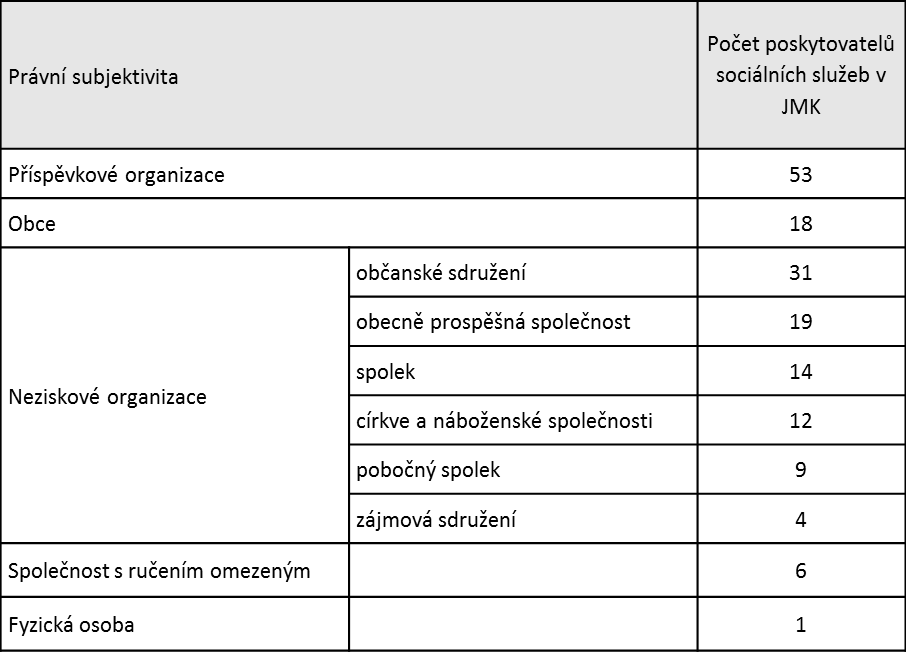 Právní subjektivita
Počet poskytovatelů
sociálních služeb v
JMK
Příspěvkové organizace 53
Obce 18
Neziskové organizace
občanské sdružení 31
obecně prospěšná společnost 19
spolek 14
církve a náboženské společnosti 12
pobočný spolek 9
zájmová sdružení 4
Společnost s ručením omezeným 6
Fyzická osoba 1